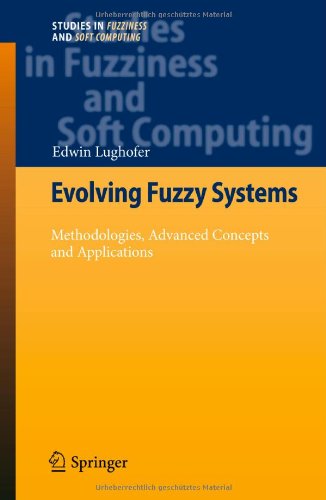 Urheberrechtlich geschütztes Material
STUDIES IN FUZZINESS
AND SOFT COMPUTING
Studies
in Fuzziness
and
Soft Computing
Edwin Lughofer
Evolving Fuzzy Systems
Methodologies, Advanced Concepts
and Applications
Springer
Urheberrechtlich geschütztes Material